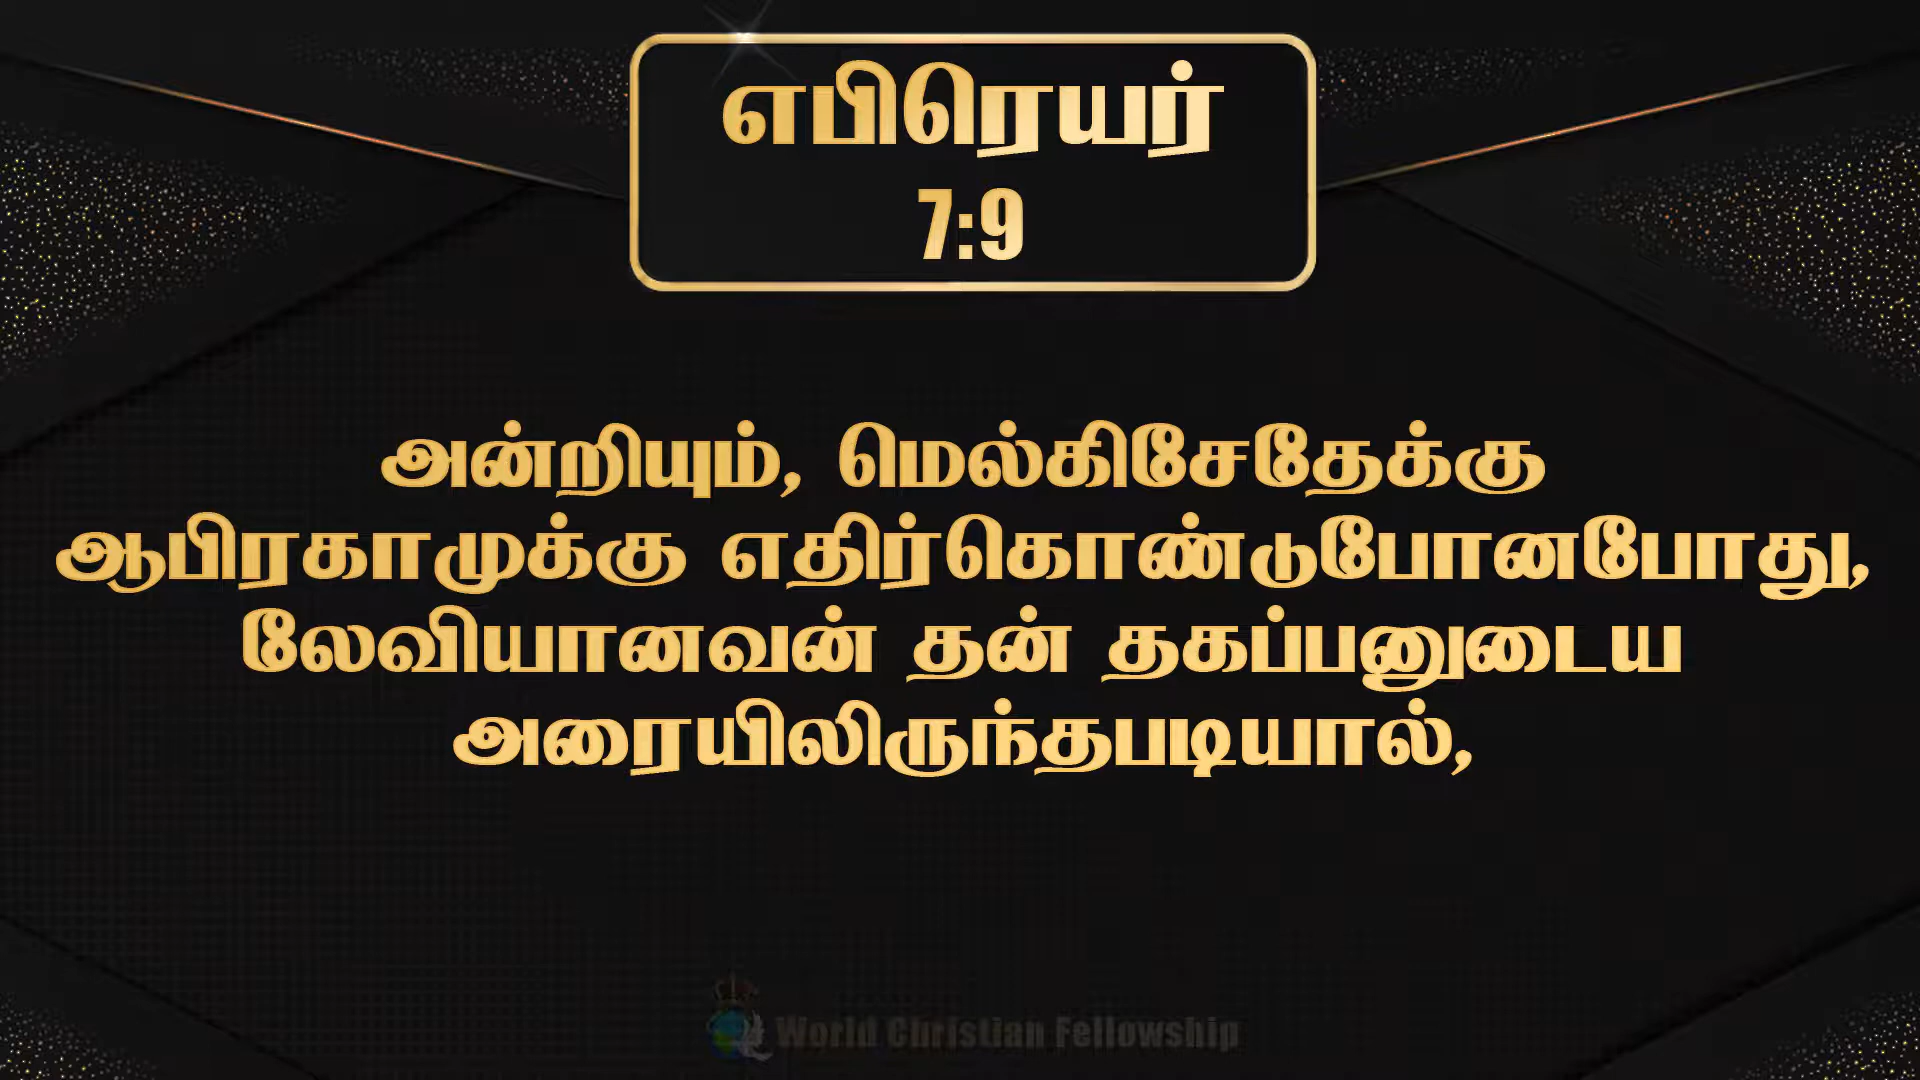 எபிரெயர்
7:9
அன்றியும், மெல்கிசேதேக்கு
ஆபிரகாமுக்கு எதிர்கொண்டுபோனபோது,
லேவியானவன் தன் தகப்பனுடைய
அரையிலிருந்தபடியால்,
World Christian Fellowship